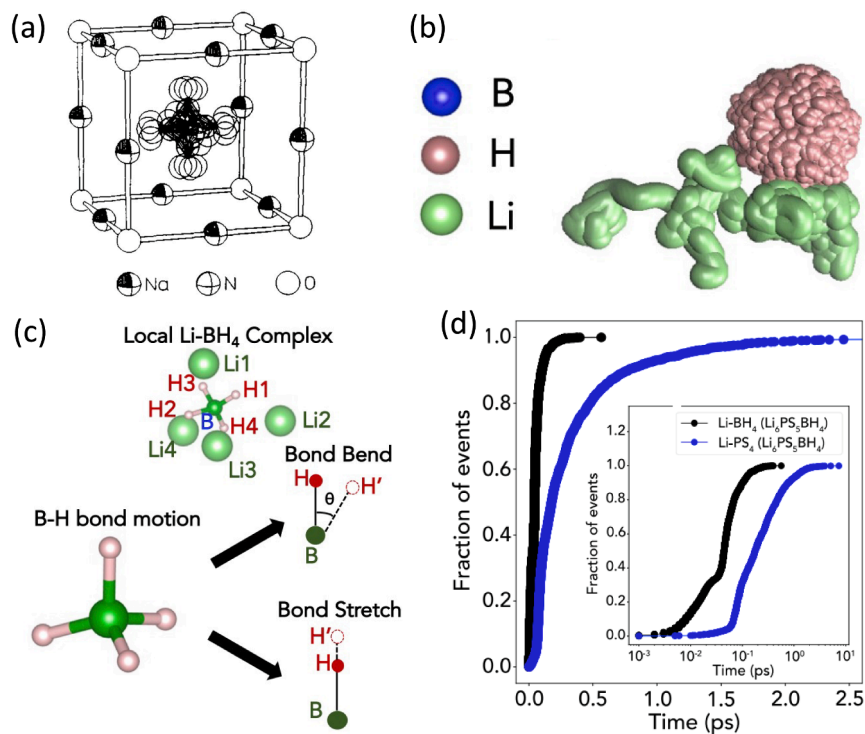 (a)
Na
N
O
(b)
B
H
Li
(c)
Local Li-BH₄ Complex
Li1
H3
H1
H2
B
H4
Li2
Li4
Li3
Bond Bend
H
H'
θ
B
B-H bond motion
Bond Stretch
H'
H
B
(d)
Fraction of events
1.0
0.8
0.6
0.4
0.2
0.0
0.0 0.5 1.0 1.5 2.0 2.5
Time (ps)
Li-BH₄ (Li₆PS₅BH₄)
Li-PS₄ (Li₆PS₅BH₄)
Fraction of events
1.2
1.0
0.8
0.6
0.4
0.2
0.0
10⁻³ 10⁻² 10⁻¹ 10⁰ 10¹
Time (ps)